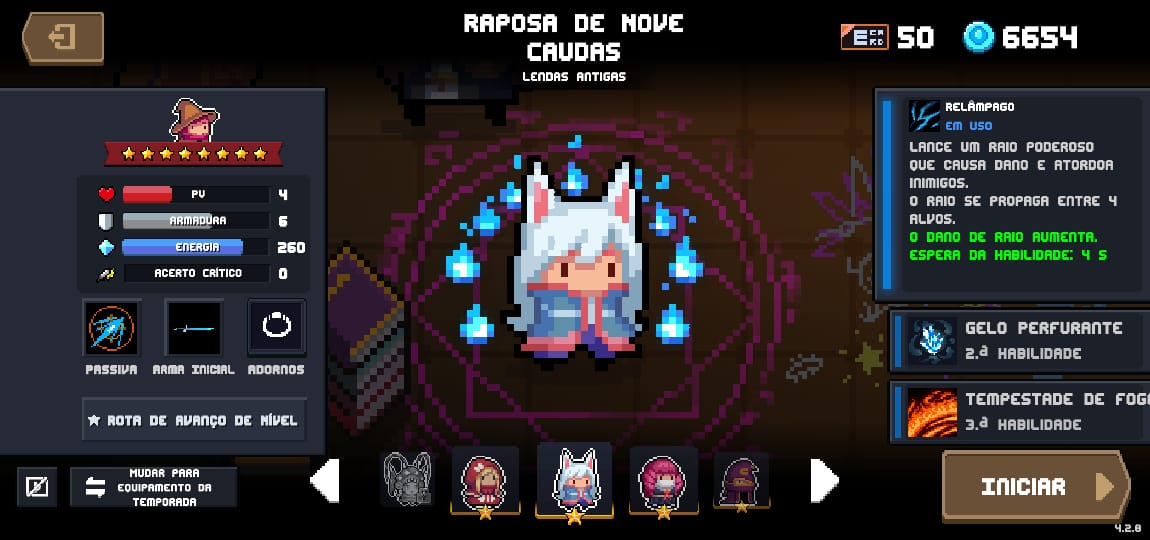 RAPOSA DE NOVE
CAUDAS
LENDAS ANTIGAS
50
6654
PV
4
ARMADURA
6
ENERGIA
260
ACERTO CRÍTICO
0
PASSIVA
ARMA INICIAL
ADORNOS
ROTA DE AVANÇO DE NÍVEL
MUDAR PARA
EQUIPAMENTO DA
TEMPORADA
RELÂMPAGO
EM USO
LANCE UM RAIO PODEROSO
QUE CAUSA DANO E ATORDOA
INIMIGOS.
O RAIO SE PROPAGA ENTRE 4
ALVOS.
O DANO DE RAIO AUMENTA.
ESPERA DA HABILIDADE: 4 S
GELO PERFURANTE
2.ª HABILIDADE
TEMPESTADE DE FOG
3.ª HABILIDADE
INICIAR
4.2.0